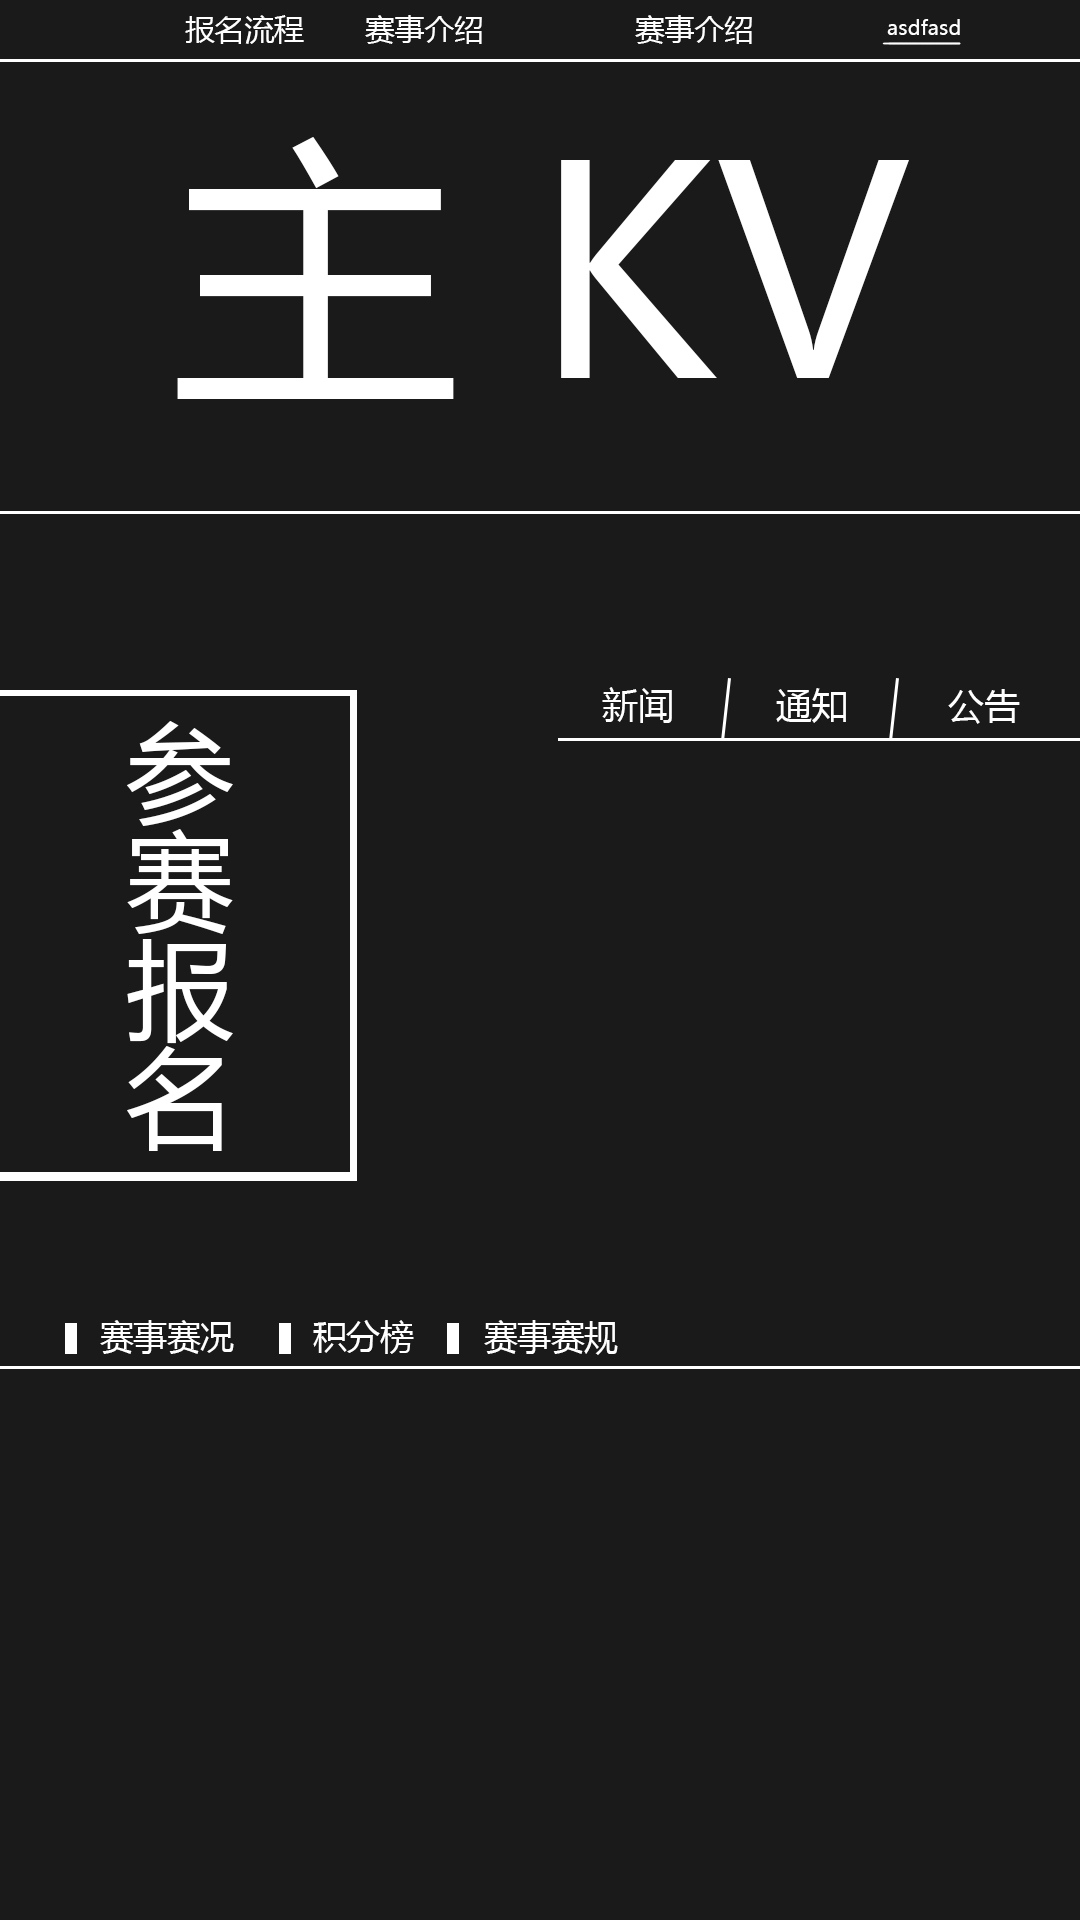 报名流程 赛事介绍 赛事介绍 asdfasd
主 KV
新闻 通知 公告
参
赛
报
名
赛事赛况 积分榜 赛事赛规